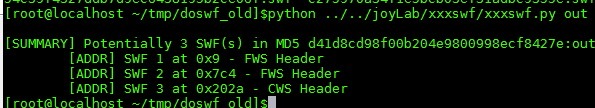 [root@localhost ~/tmp/doswf_old]$python ../../joyLab/xxxswf/xxxswf.py out
[SUMMARY] Potentially 3 SWF(s) in MD5 d41d8cd98f00b204e9800998ecf8427e:out
[ADDR] SWF 1 at 0x9 - FWS Header
[ADDR] SWF 2 at 0x7c4 - FWS Header
[ADDR] SWF 3 at 0x202a - CWS Header
[root@localhost ~/tmp/doswf_old]$